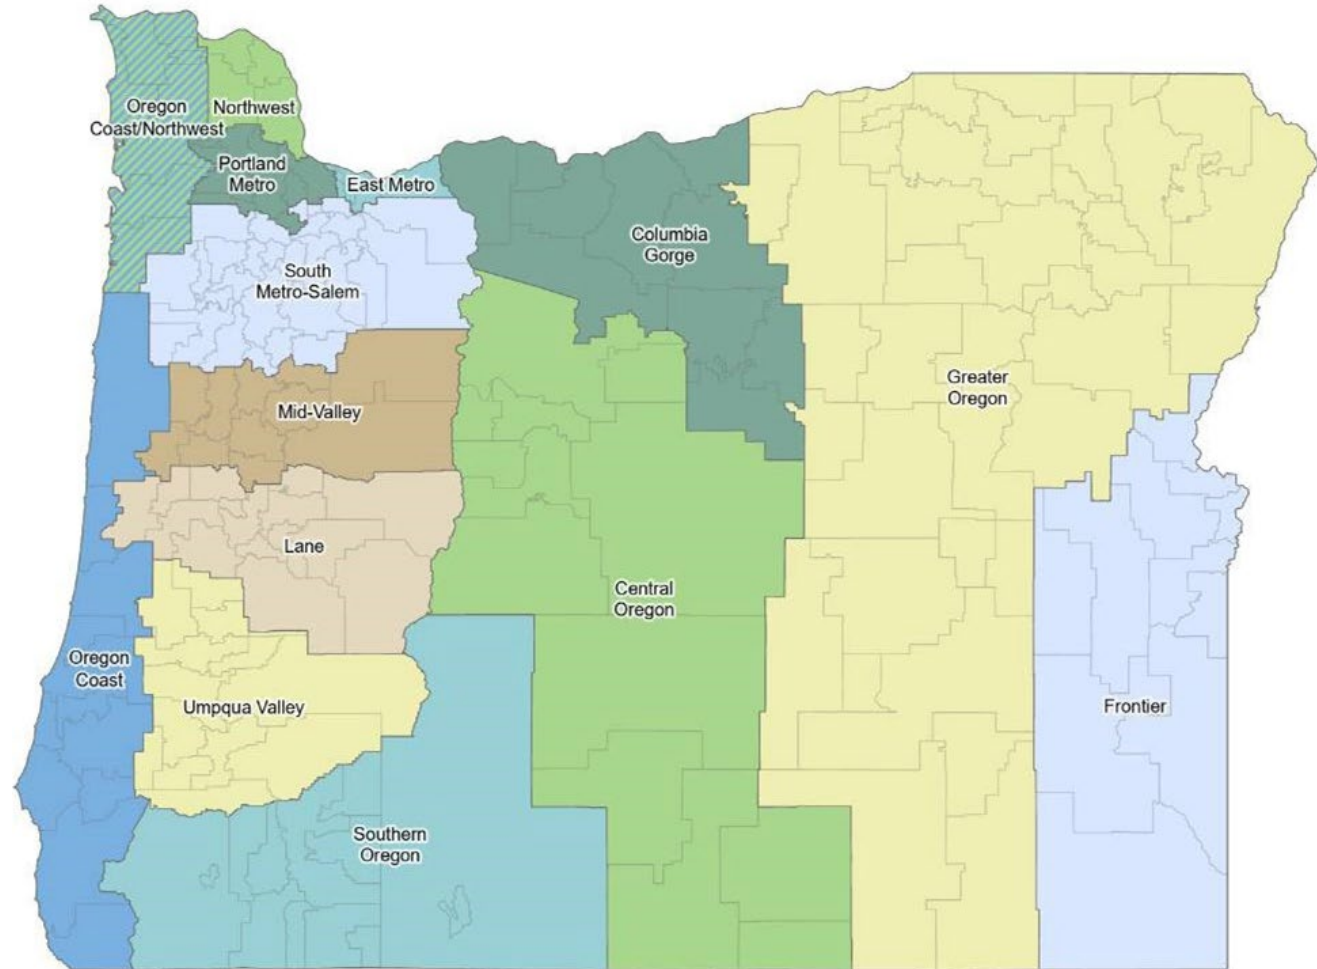 Oregon
Coast/Northwest
Northwest
Portland
Metro
East Metro
Columbia
Gorge
South
Metro-Salem
Greater
Oregon
Mid-Valley
Lane
Central
Oregon
Oregon
Coast
Umpqua Valley
Frontier
Southern
Oregon